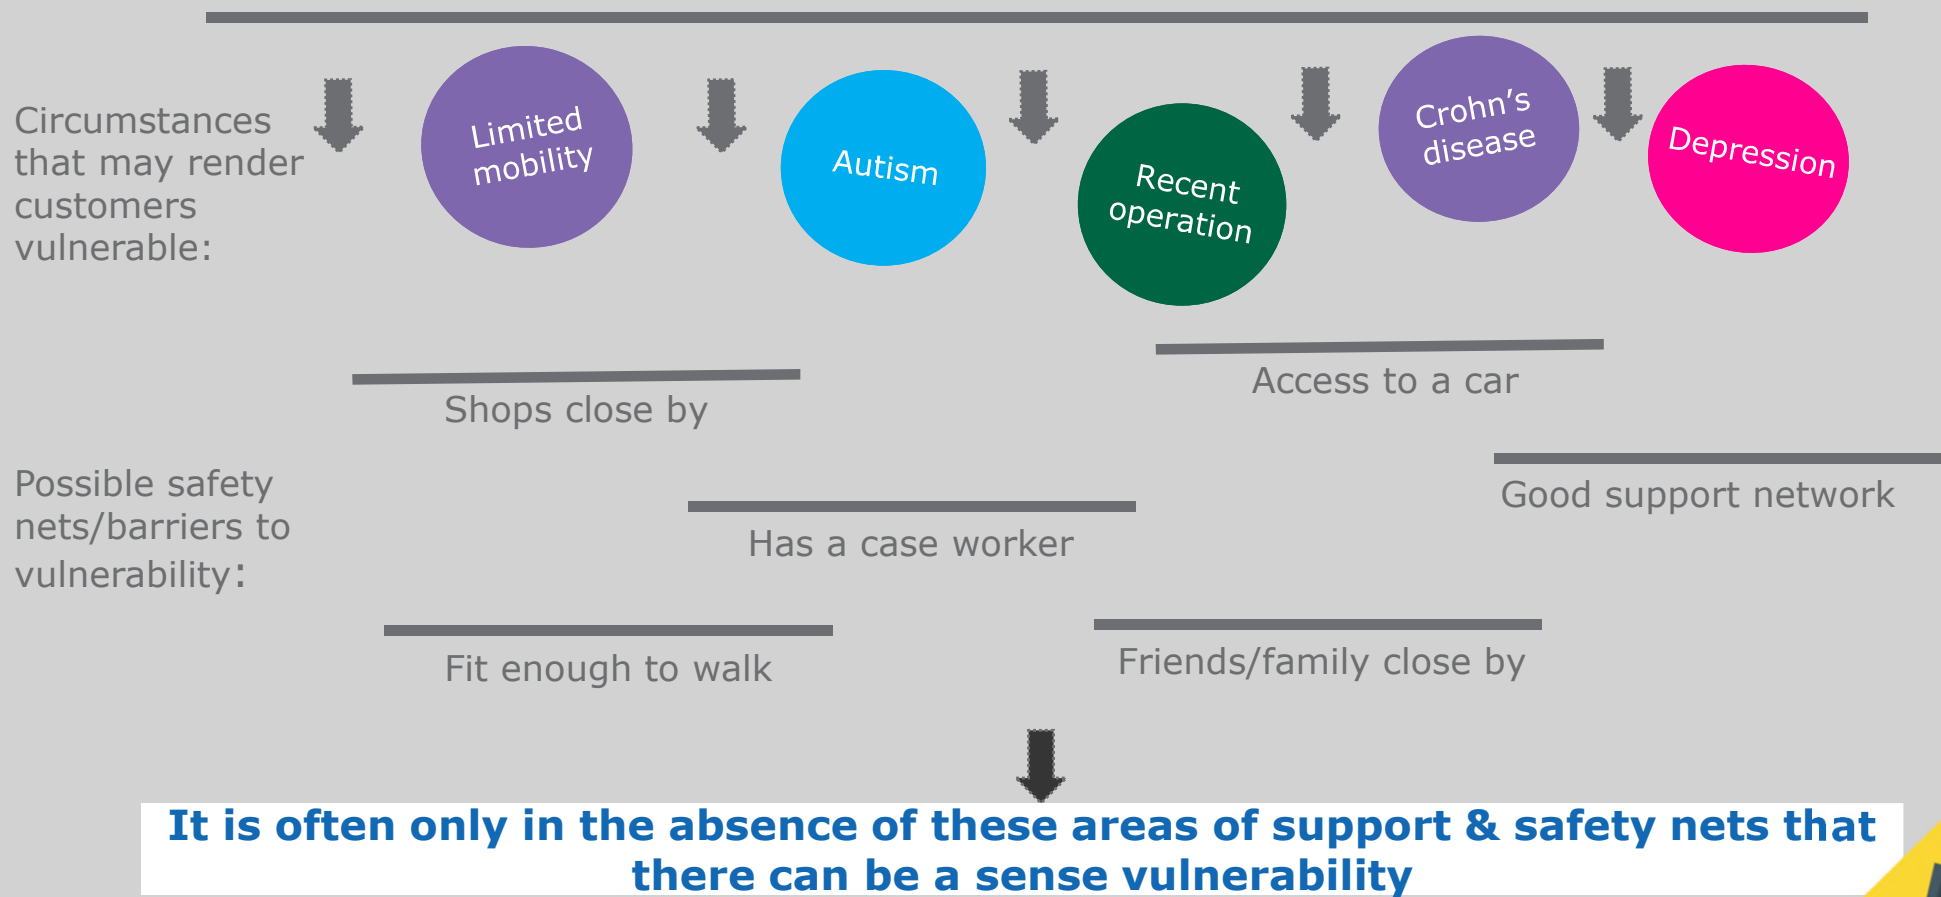 Circumstances
that may render
customers
vulnerable:
Limited
mobility
Autism
Recent
operation
Crohn's
disease
Depression
Shops close by
Access to a car
Possible safety
nets/barriers to
vulnerability:
Good support network
Has a case worker
Fit enough to walk
Friends/family close by
It is often only in the absence of these areas of support & safety nets that
there can be a sense vulnerability